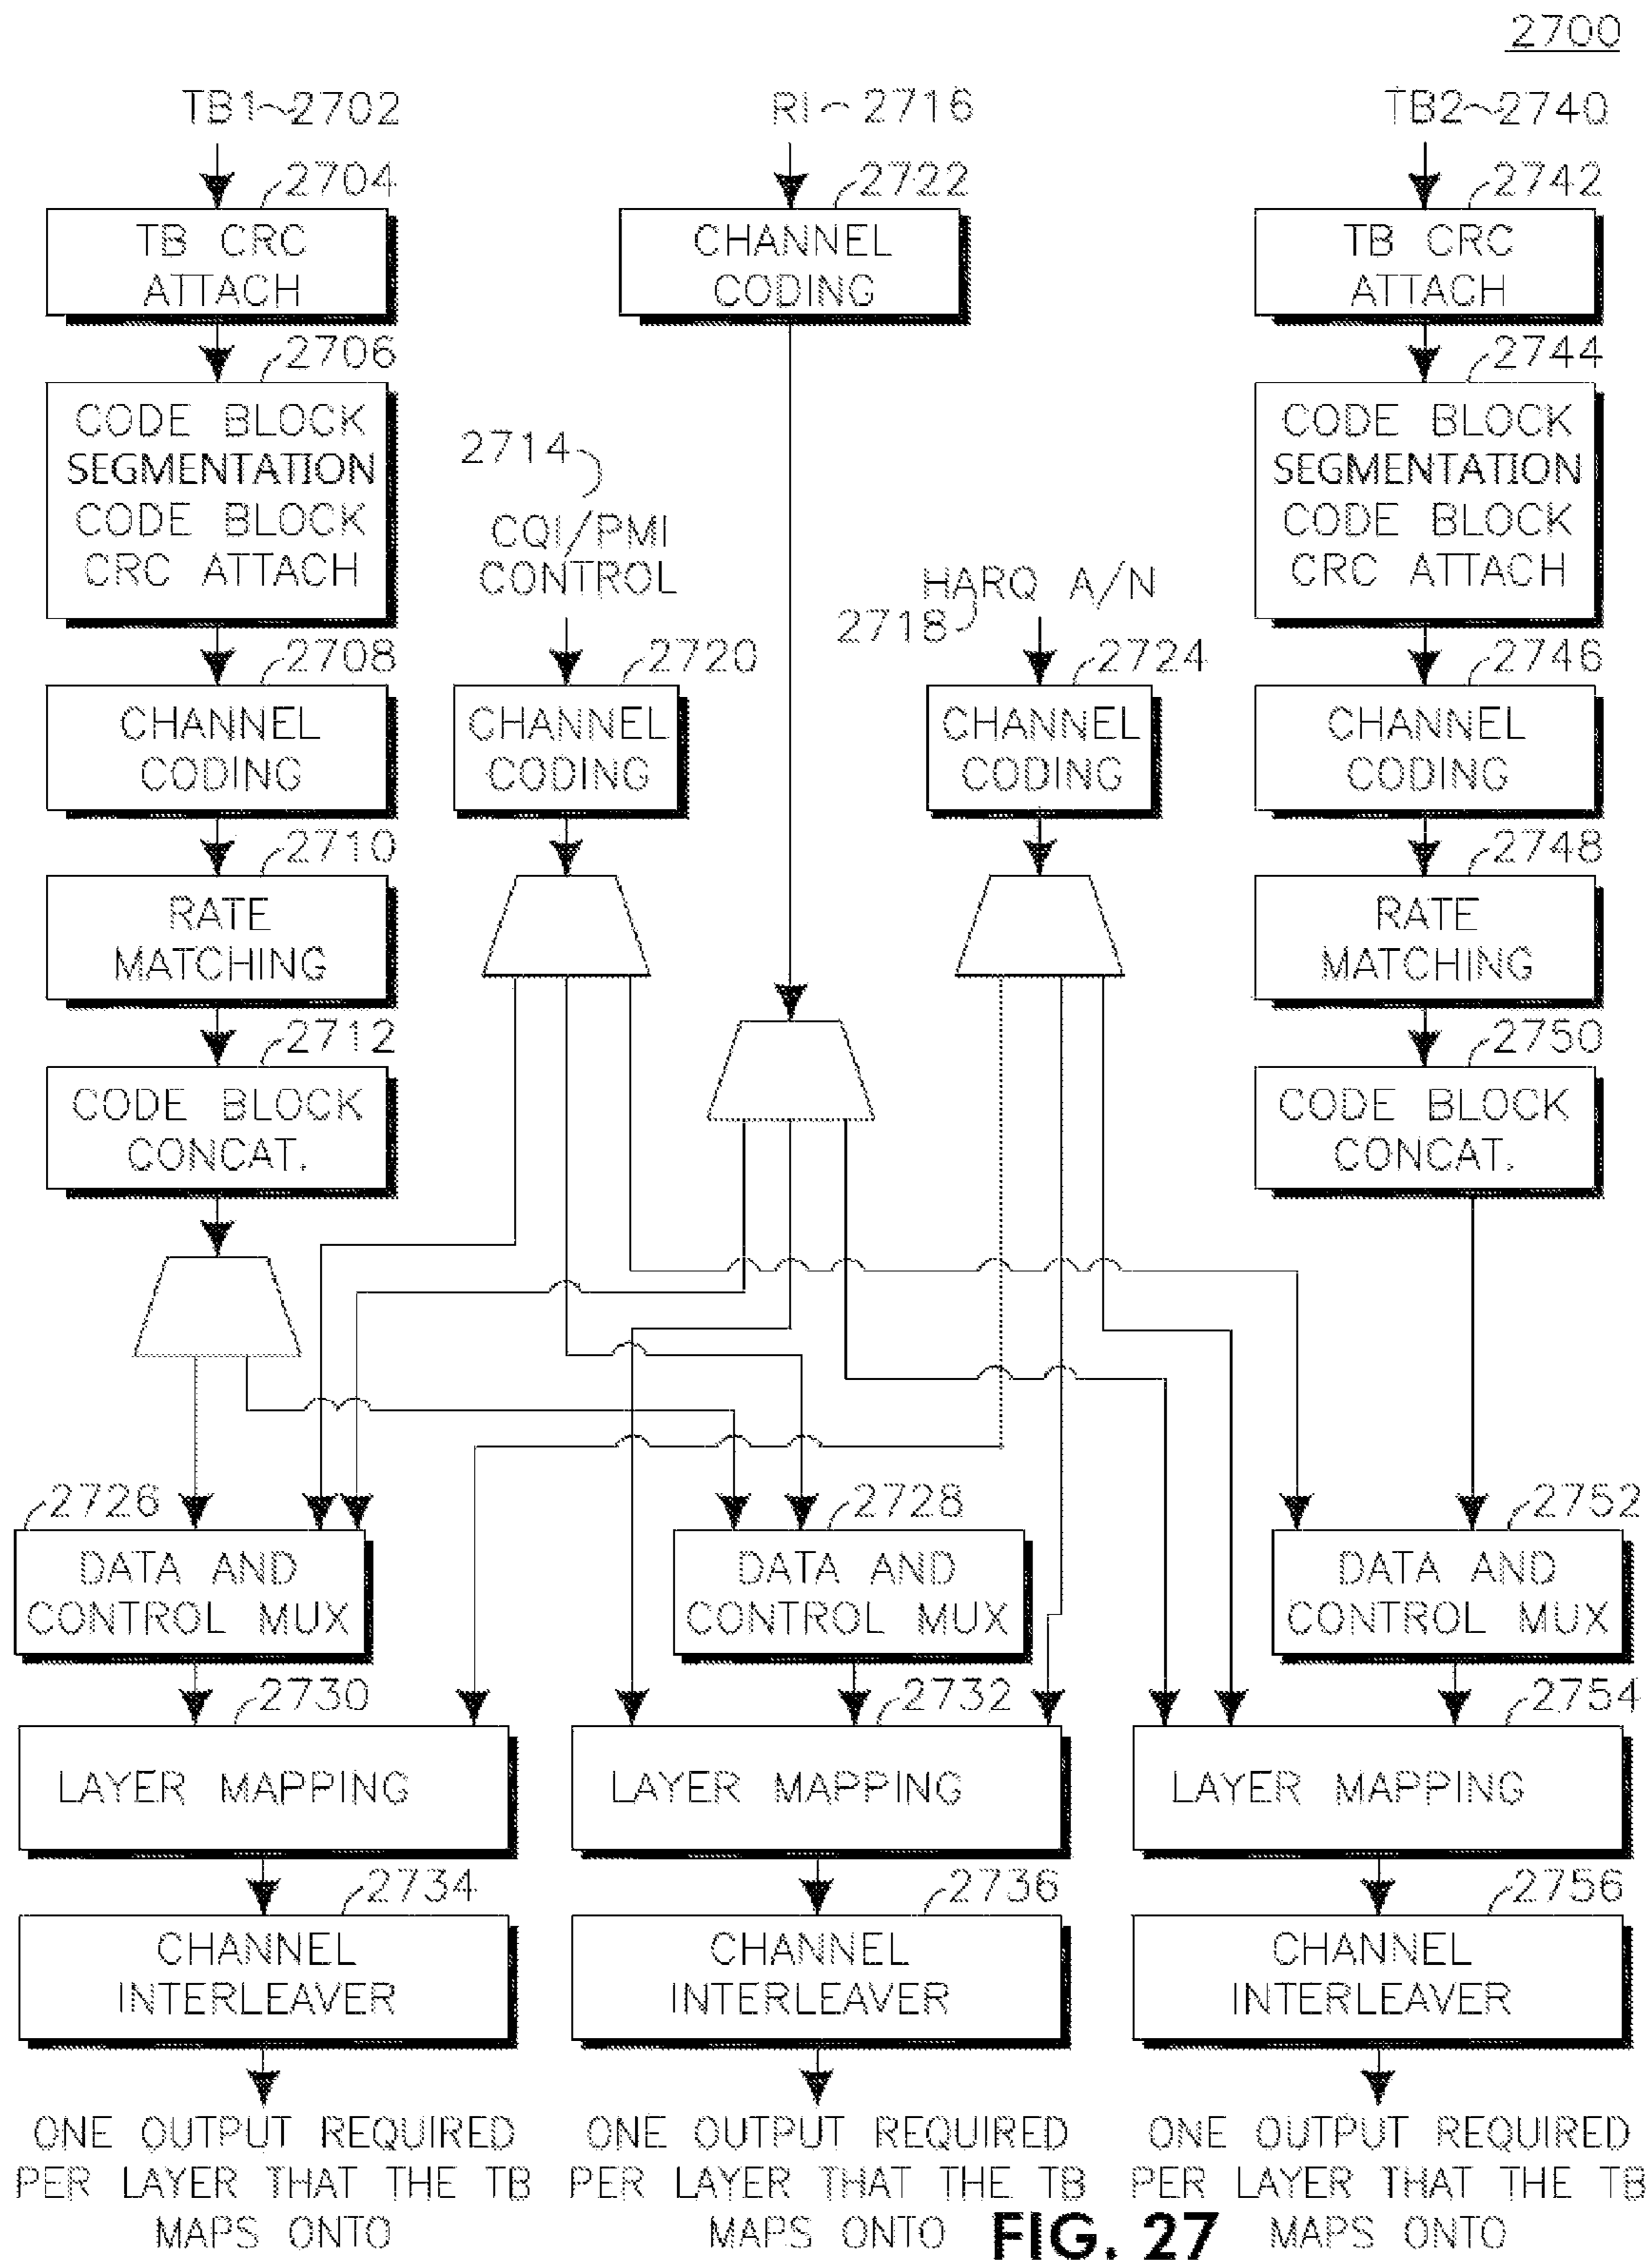 2700
TB1 2702
RI 2716
TB2 2740
2704
2722
2742
TB CRC
ATTACH
CHANNEL
CODING
TB CRC
ATTACH
2706
2744
CODE BLOCK
SEGMENTATION
CODE BLOCK
CRC ATTACH
2714
CQI/PMI
CONTROL
HARQ A/N
2718
CODE BLOCK
SEGMENTATION
CODE BLOCK
CRC ATTACH
2708
2720
2724
2746
CHANNEL
CODING
CHANNEL
CODING
CHANNEL
CODING
CHANNEL
CODING
2710
2748
RATE
MATCHING
RATE
MATCHING
2712
2750
CODE BLOCK
CONCAT.
CODE BLOCK
CONCAT.
2726
2728
2752
DATA AND
CONTROL MUX
DATA AND
CONTROL MUX
DATA AND
CONTROL MUX
2730
2732
2754
LAYER MAPPING
LAYER MAPPING
LAYER MAPPING
2734
2736
2756
CHANNEL
INTERLEAVER
CHANNEL
INTERLEAVER
CHANNEL
INTERLEAVER
ONE OUTPUT REQUIRED
PER LAYER THAT THE TB
MAPS ONTO
ONE OUTPUT REQUIRED
PER LAYER THAT THE TB
MAPS ONTO
ONE OUTPUT REQUIRED
PER LAYER THAT THE TB
MAPS ONTO
FIG. 27